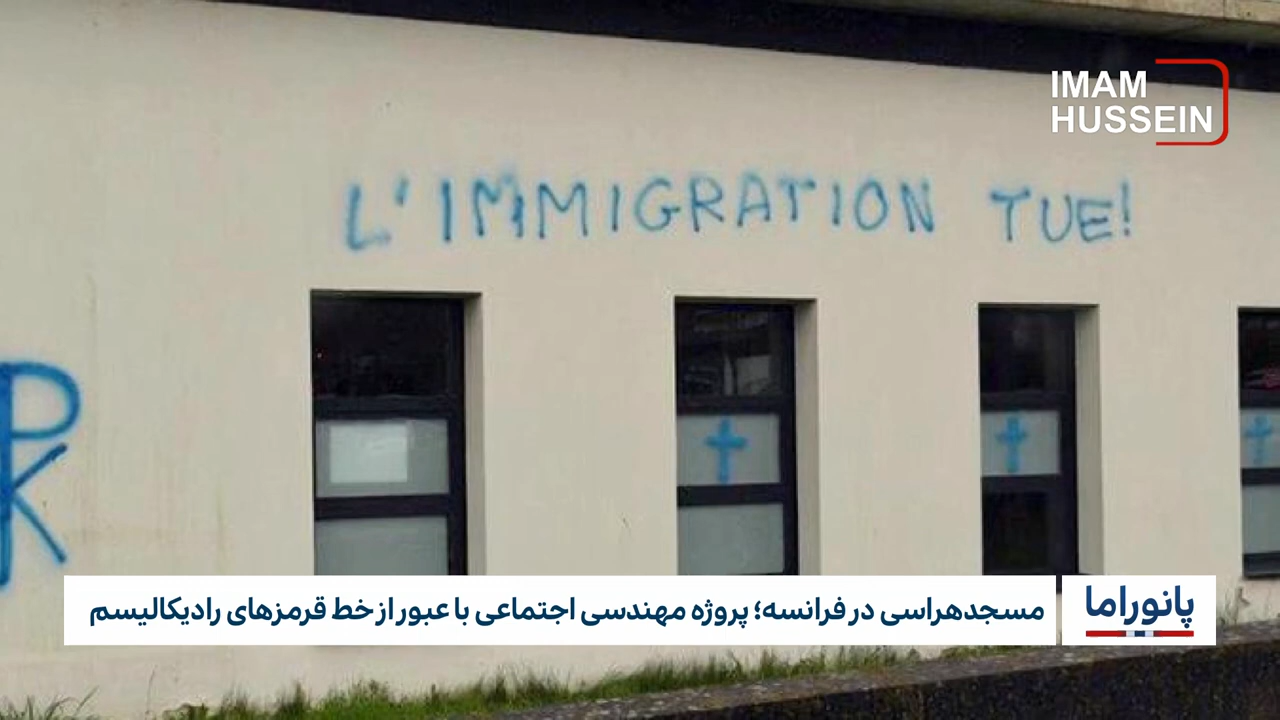 IMAM
HUSSEIN
L'IMMIGRATION TUE!
P
K
پانوراما
مسجدهراسی در فرانسه؛ پروژه مهندسی اجتماعی با عبور از خط قرمزهای رادیکالیسم